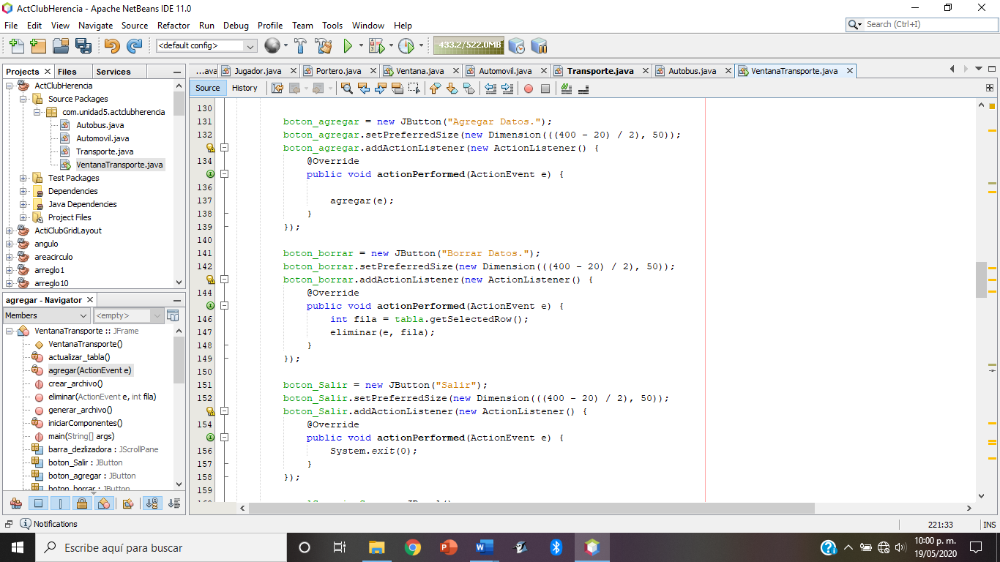 ActClubHerencia - Apache NetBeans IDE 11.0
File Edit View Navigate Source Refactor Run Debug Profile Team Tools Window Help
Search (Ctrl+I)
<default config>
433.2/522.0MB
Projects Files Services
...ava Jugador.java Portero.java Ventana.java Automovil.java Transporte.java Autobus.java VentanaTransporte.java
Source History
ActClubHerencia
Source Packages
com.unidad5.actclubherencia
Autobus.java
Automovil.java
Transporte.java
VentanaTransporte.java
Test Packages
Dependencies
Java Dependencies
Project Files
ActiClubGridLayout
angulo
areacirculo
arreglo1
arreglo10
agregar - Navigator
Members <empty>
VentanaTransporte :: JFrame
VentanaTransporte()
actualizar_tabla()
agregar(ActionEvent e)
crear_archivo()
eliminar(ActionEvent e, int fila)
generar_archivo()
iniciarComponentes()
main(String[] args)
barra_dezlizadora : JScrollPane
boton_Salir : JButton
boton_agregar : JButton
boton_borrar : JButton
130
131 boton_agregar = new JButton("Agregar Datos.");
132 boton_agregar.setPreferredSize(new Dimension(((400 - 20) / 2), 50));
boton_agregar.addActionListener(new ActionListener() {
134 @Override
public void actionPerformed(ActionEvent e) {
136
137 agregar(e);
138 }
139 });
140
141 boton_borrar = new JButton("Borrar Datos.");
142 boton_borrar.setPreferredSize(new Dimension(((400 - 20) / 2), 50));
boton_borrar.addActionListener(new ActionListener() {
144 @Override
public void actionPerformed(ActionEvent e) {
146 int fila = tabla.getSelectedRow();
147 eliminar(e, fila);
148 }
149 });
150
151 boton_Salir = new JButton("Salir");
152 boton_Salir.setPreferredSize(new Dimension(((400 - 20) / 2), 50));
boton_Salir.addActionListener(new ActionListener() {
154 @Override
public void actionPerformed(ActionEvent e) {
156 System.exit(0);
157 }
158 });
159
Notifications
221:33 INS
Escribe aquí para buscar
10:00 p. m.
19/05/2020